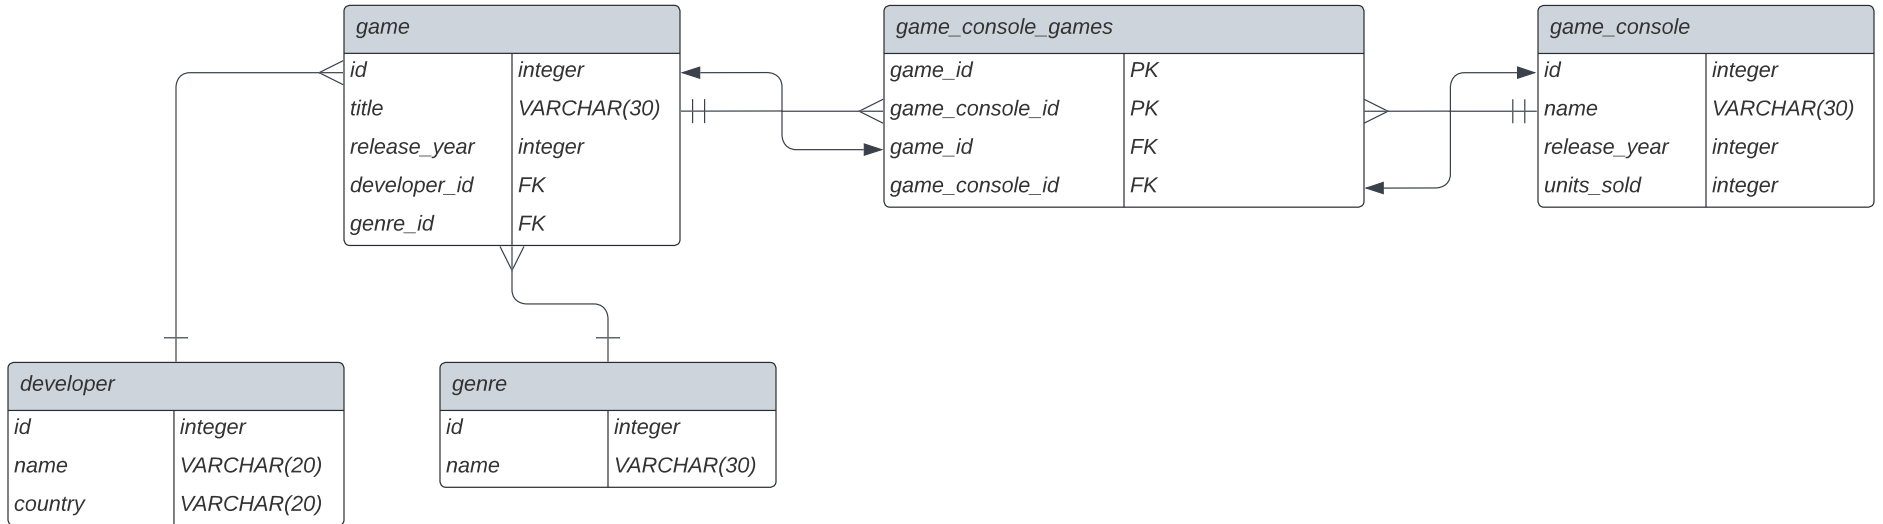 game
id integer
title VARCHAR(30)
release_year integer
developer_id FK
genre_id FK
game_console_games
game_id PK
game_console_id PK
game_id FK
game_console_id FK
game_console
id integer
name VARCHAR(30)
release_year integer
units_sold integer
developer
id integer
name VARCHAR(20)
country VARCHAR(20)
genre
id integer
name VARCHAR(30)